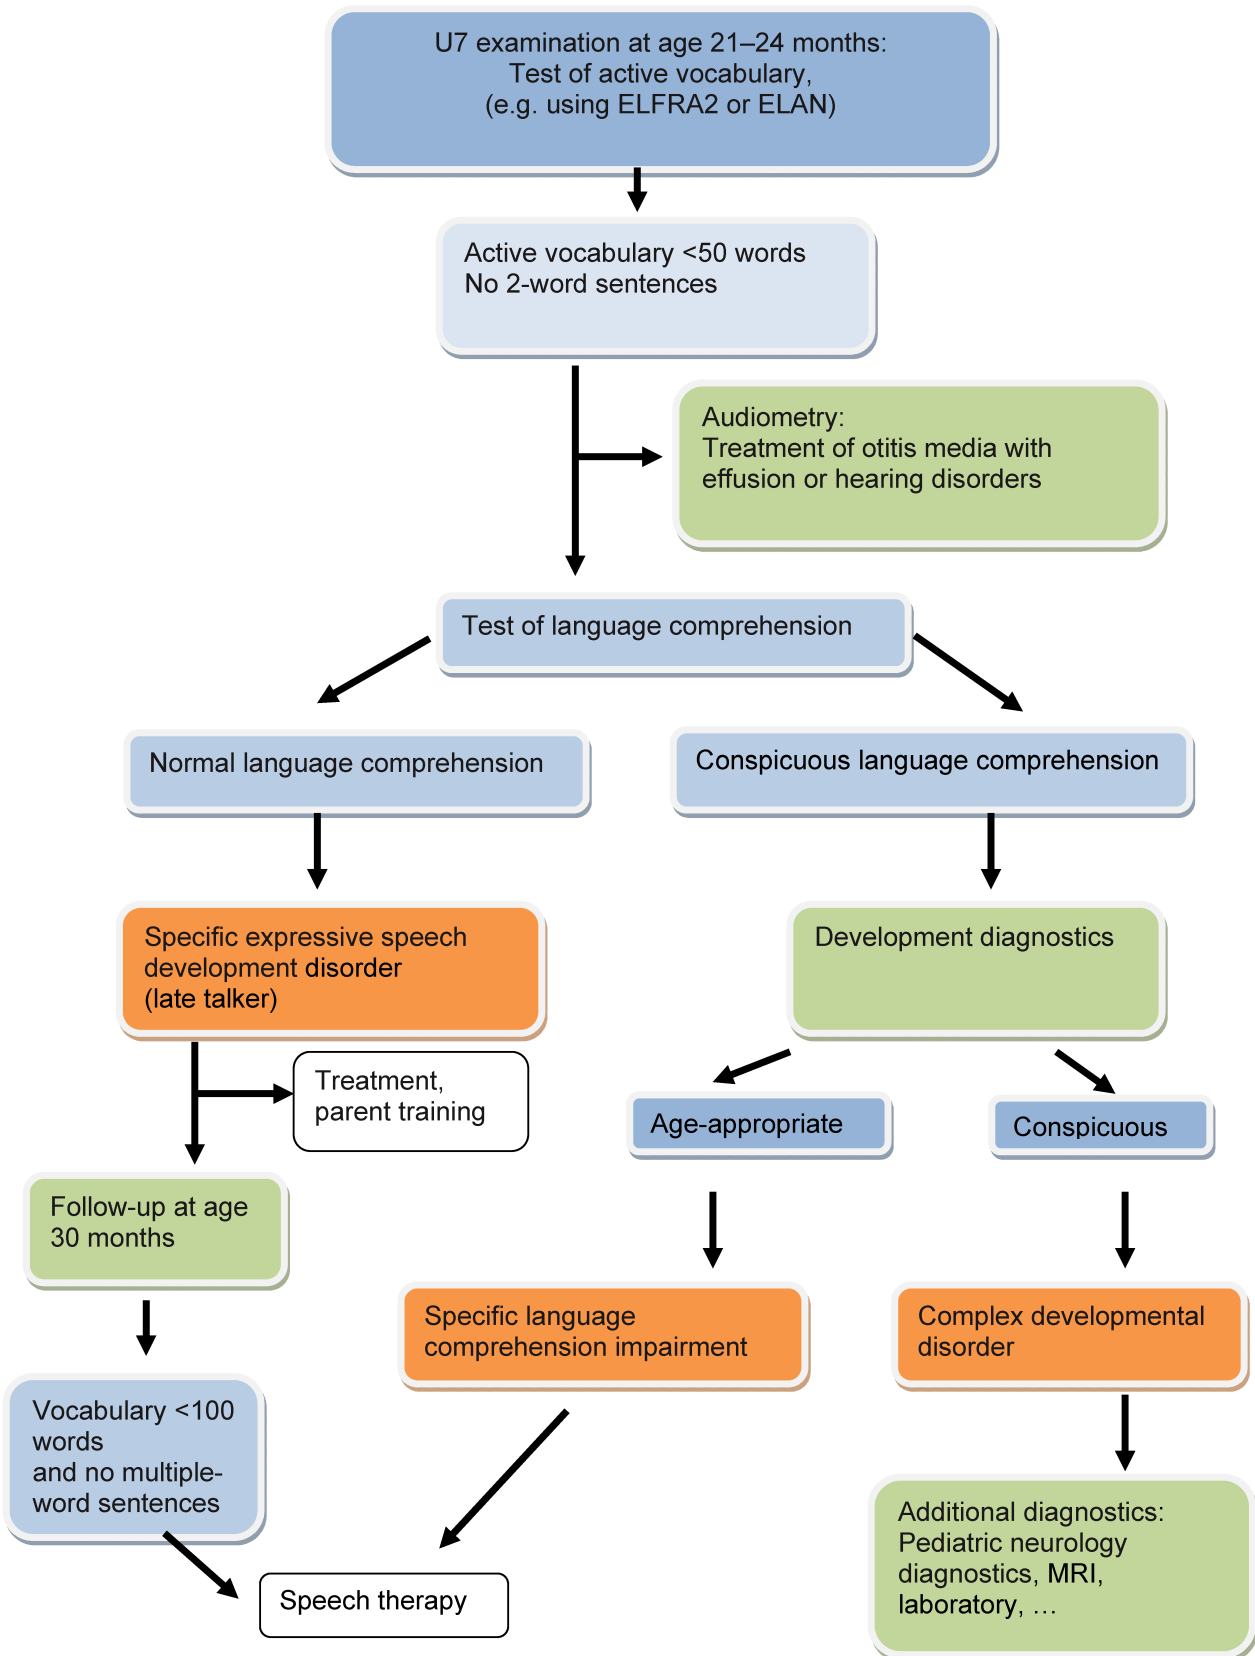 U7 examination at age 21–24 months:
Test of active vocabulary,
(e.g. using ELFRA2 or ELAN)
Active vocabulary <50 words
No 2-word sentences
Audiometry:
Treatment of otitis media with
effusion or hearing disorders
Test of language comprehension
Normal language comprehension
Conspicuous language comprehension
Specific expressive speech
development disorder
(late talker)
Development diagnostics
Treatment,
parent training
Age-appropriate
Conspicuous
Follow-up at age
30 months
Specific language
comprehension impairment
Complex developmental
disorder
Vocabulary <100
words
and no multiple-
word sentences
Additional diagnostics:
Pediatric neurology
diagnostics, MRI,
laboratory, …
Speech therapy